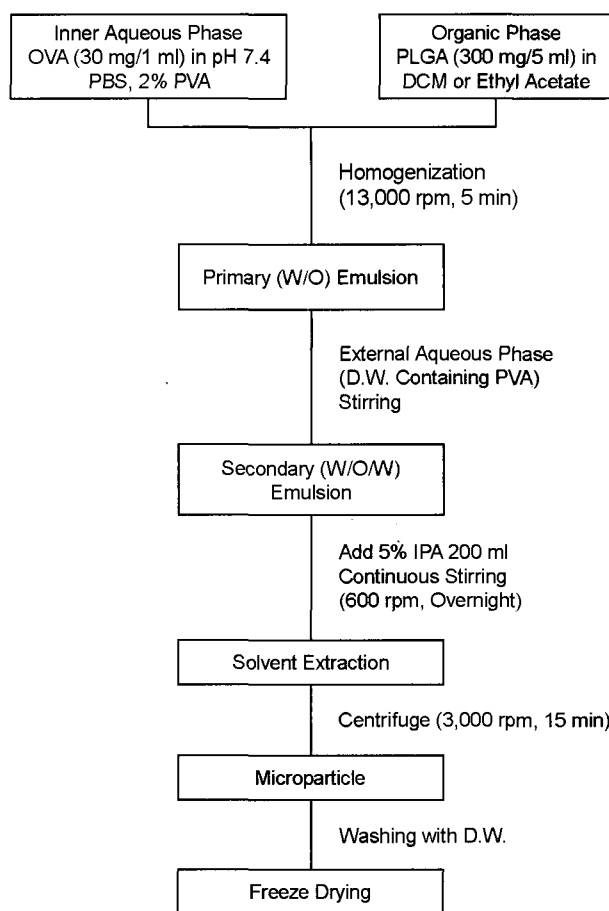 Inner Aqueous Phase
OVA (30 mg/1 ml) in pH 7.4
PBS, 2% PVA
Organic Phase
PLGA (300 mg/5 ml) in
DCM or Ethyl Acetate
Homogenization
(13,000 rpm, 5 min)
Primary (W/O) Emulsion
External Aqueous Phase
(D.W. Containing PVA)
Stirring
Secondary (W/O/W)
Emulsion
Add 5% IPA 200 ml
Continuous Stirring
(600 rpm, Overnight)
Solvent Extraction
Centrifuge (3,000 rpm, 15 min)
Microparticle
Washing with D.W.
Freeze Drying